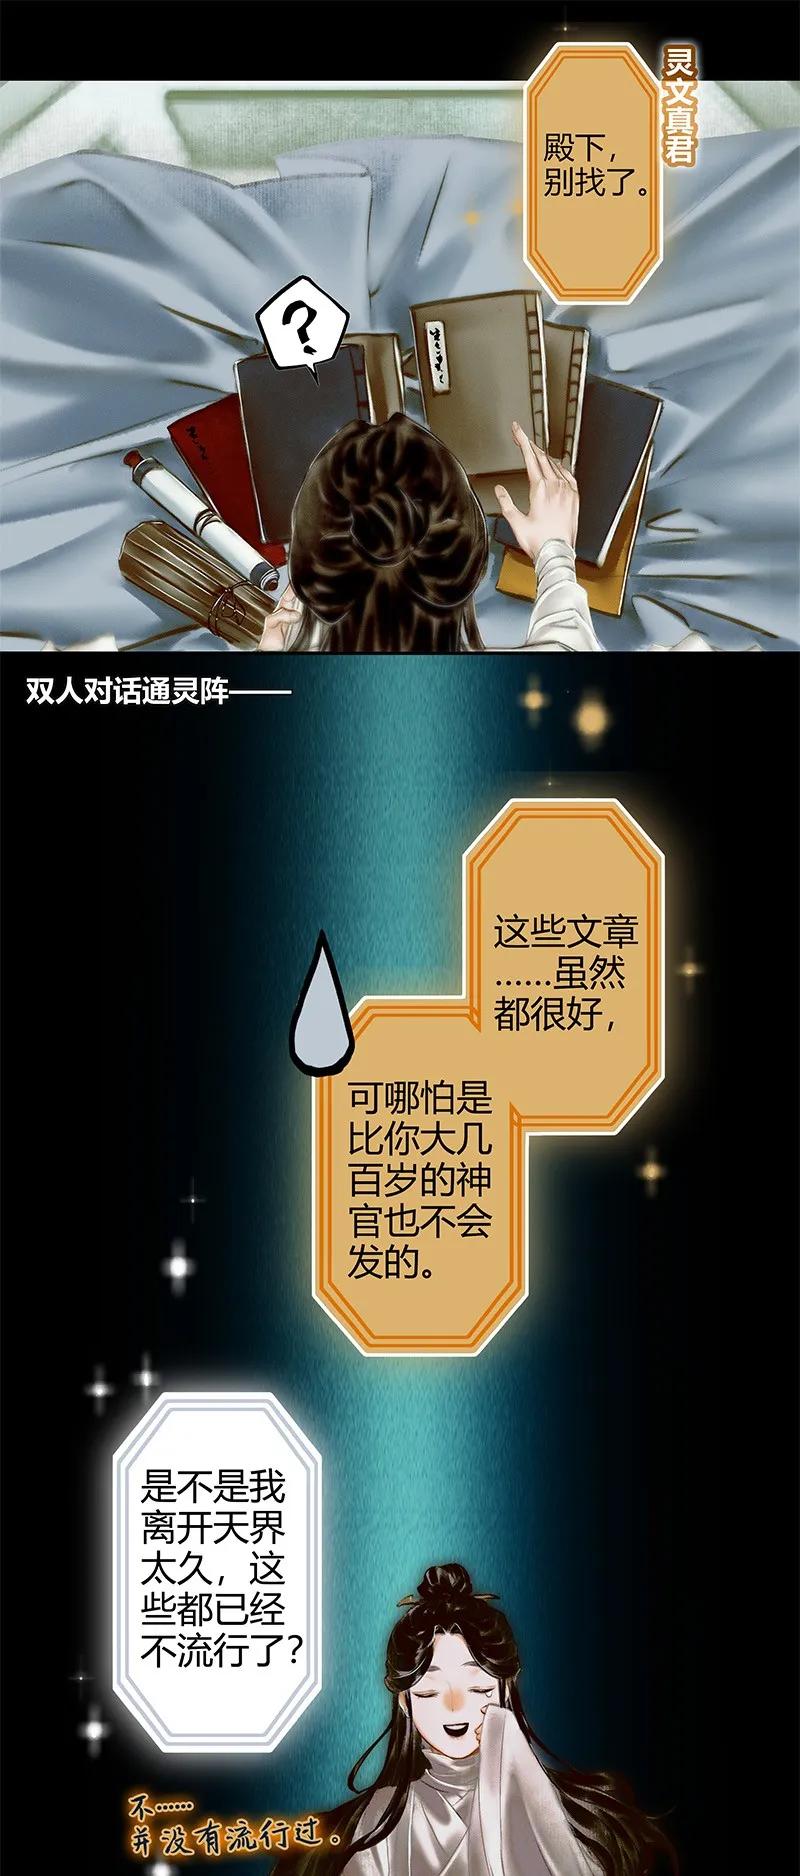 灵文真君
殿下，
别找了。
？
双人对话通灵阵——
这些文章
……虽然
都很好，
可哪怕是
比你大几
百岁的神
官也不会
发的。
是不是我
离开天界
太久，这
些都已经
不流行了？
不……
并没有流行过。